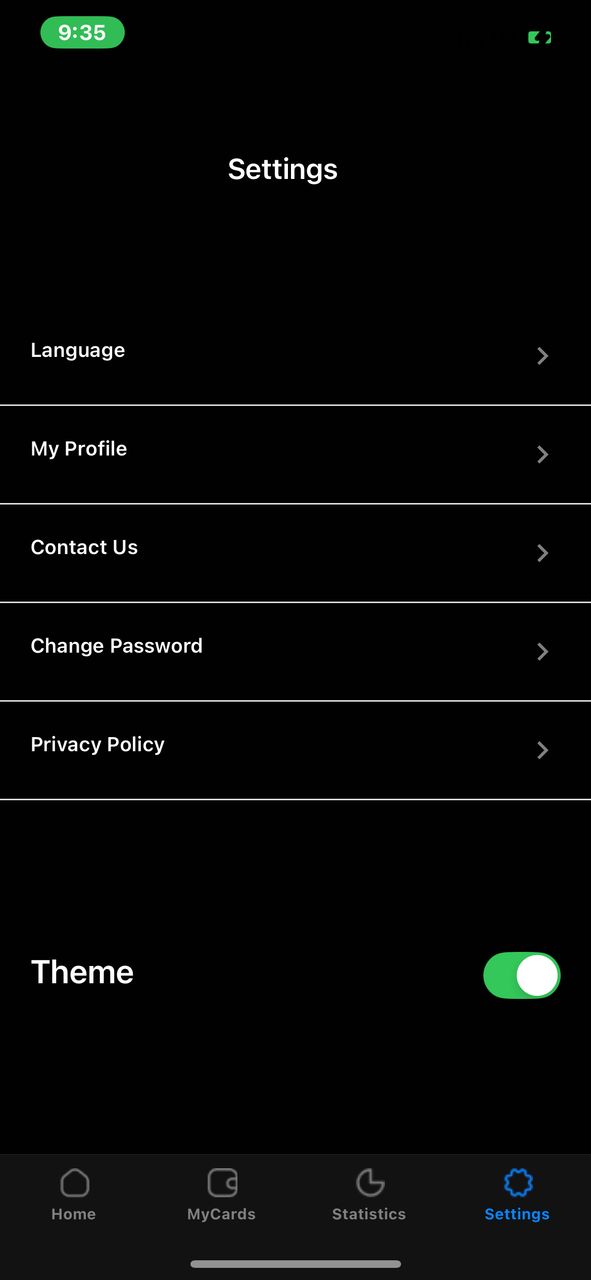 9:35
Settings
Language
My Profile
Contact Us
Change Password
Privacy Policy
Theme
Home
MyCards
Statistics
Settings